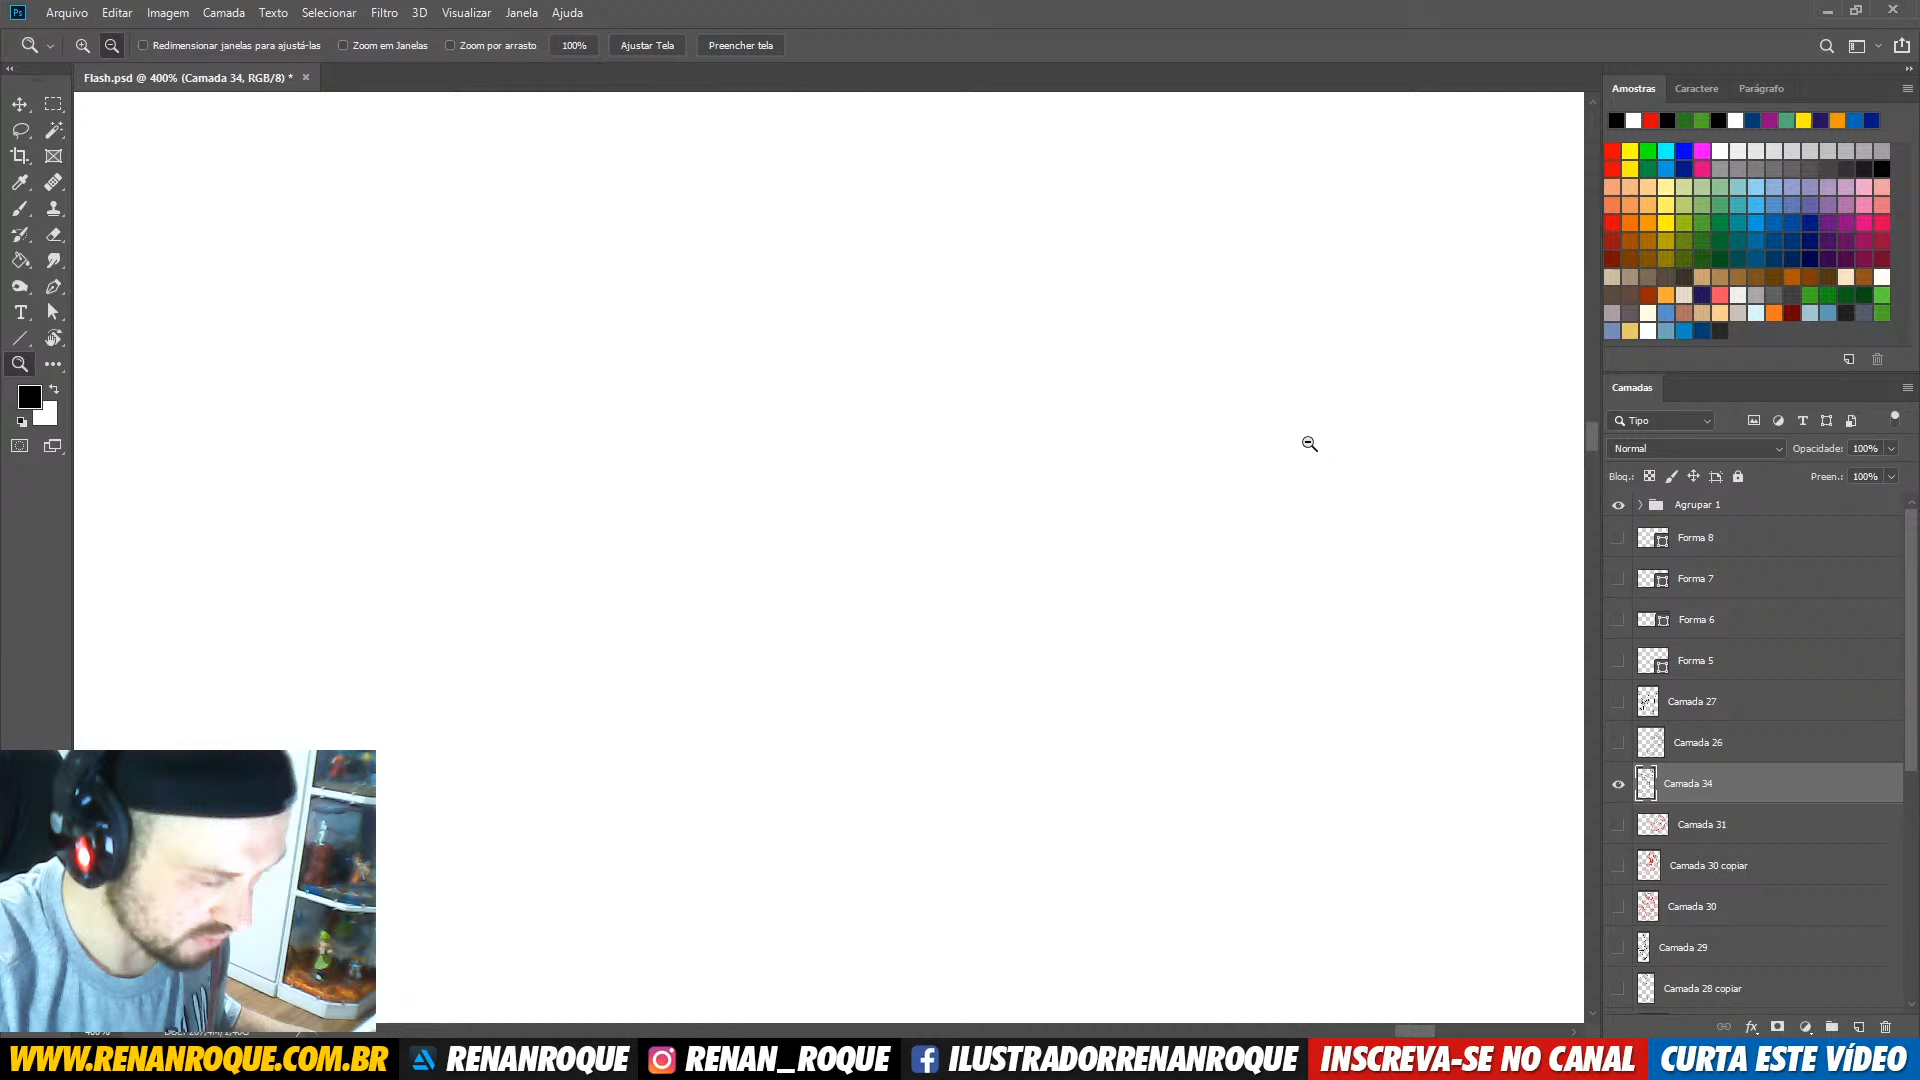 Ps Arquivo Editar Imagem Camada Texto Selecionar Filtro 3D Visualizar Janela Ajuda
Redimensionar janelas para ajustá-las Zoom em Janelas Zoom por arrasto 100% Ajustar Tela Preencher tela
Flash.psd @ 400% (Camada 34, RGB/8) * ×
Amostras Caractere Parágrafo
Camadas
Tipo
Normal Opacidade: 100%
Bloq.: Preen.: 100%
Agrupar 1
Forma 8
Forma 7
Forma 6
Forma 5
Camada 27
Camada 26
Camada 34
Camada 31
Camada 30 copiar
Camada 30
Camada 29
Camada 28 copiar
WWW.RENANROQUE.COM.BR RENANROQUE RENAN__ROQUE ILUSTRADORRENANROQUE INSCREVA-SE NO CANAL CURTA ESTE VÍDEO